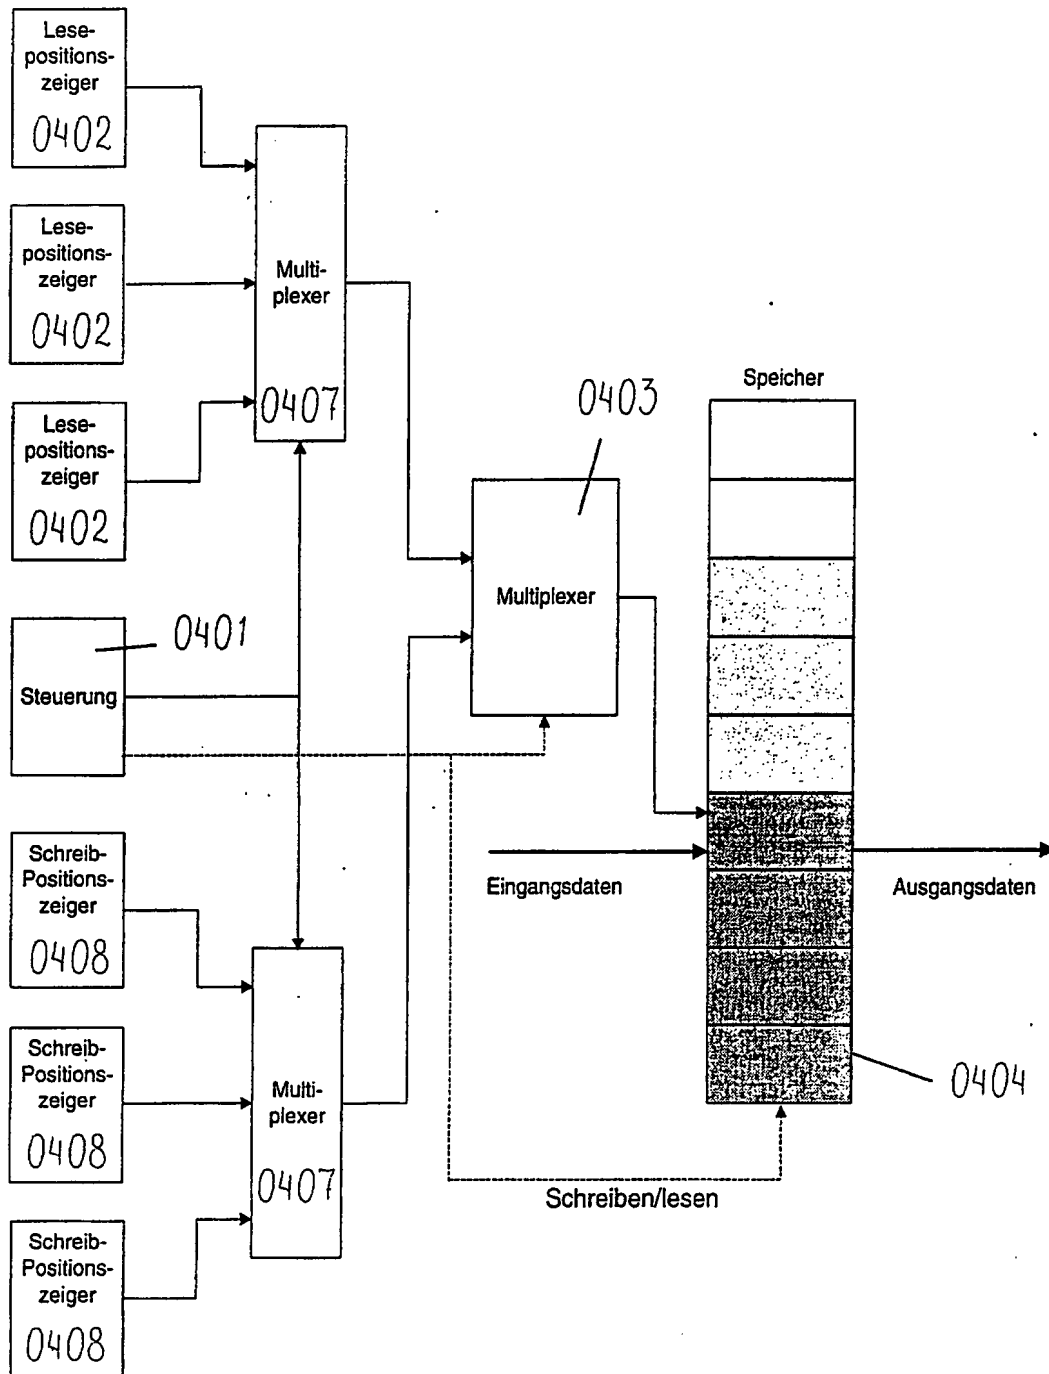 Lese-
positions-
zeiger
0402
Lese-
positions-
zeiger
0402
Lese-
positions-
zeiger
0402
Multi-
plexer
0407
0403
Speicher
Multiplexer
0401
Steuerung
Schreib-
Positions-
zeiger
0408
Schreib-
Positions-
zeiger
0408
Schreib-
Positions-
zeiger
0408
Multi-
plexer
0407
Eingangsdaten
Ausgangsdaten
0404
Schreiben/lesen